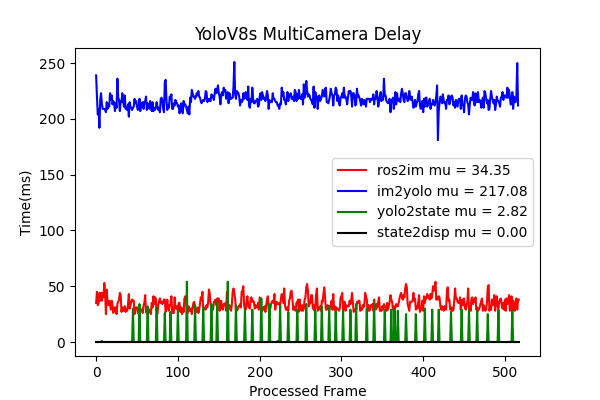 YoloV8s MultiCamera Delay
Time(ms)
250
200
150
100
50
0
ros2im mu = 34.35
im2yolo mu = 217.08
yolo2state mu = 2.82
state2disp mu = 0.00
0 100 200 300 400 500
Processed Frame